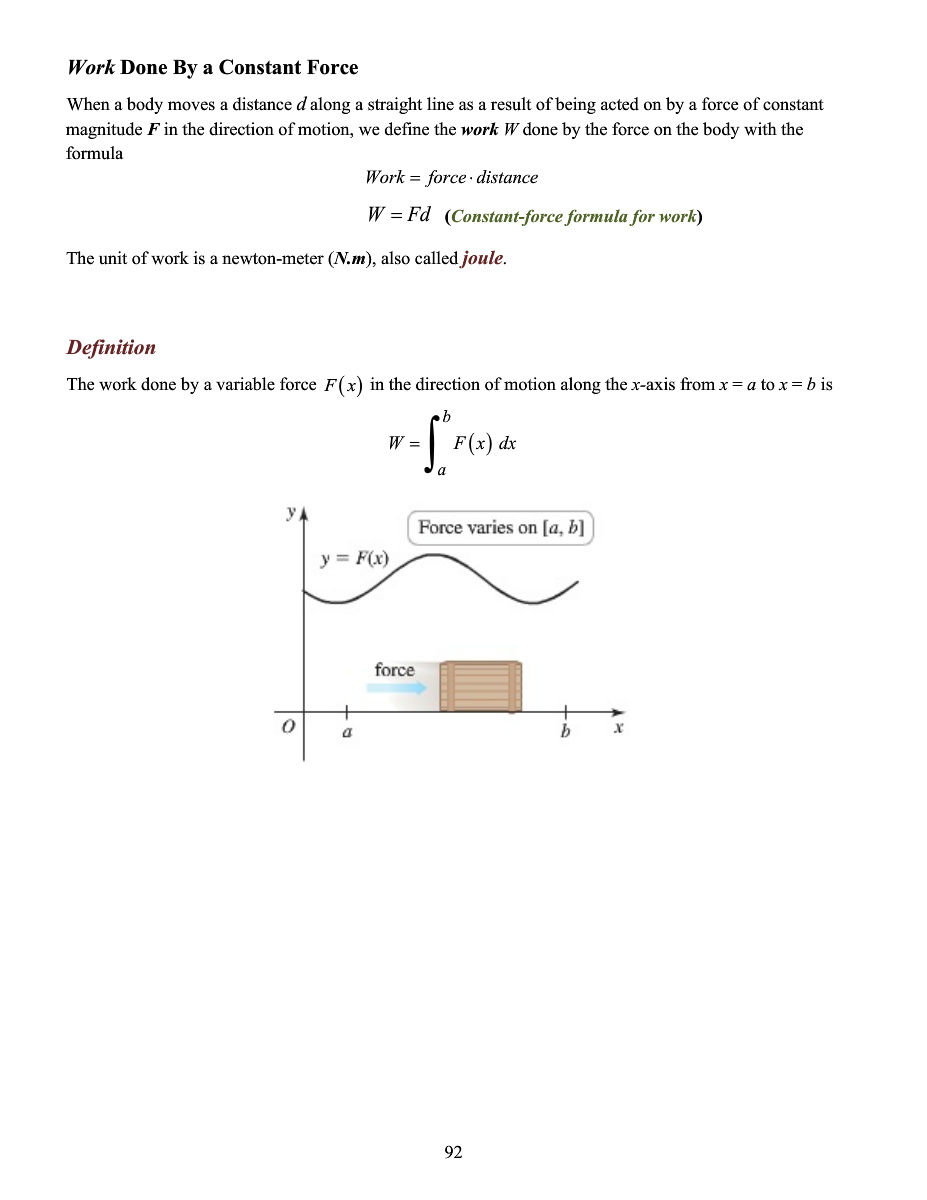 Work Done By a Constant Force
When a body moves a distance d along a straight line as a result of being acted on by a force of constant
magnitude F in the direction of motion, we define the work W done by the force on the body with the
formula
Work = force · distance
W = Fd (Constant-force formula for work)
The unit of work is a newton-meter (N.m), also called joule.
Definition
The work done by a variable force F(x) in the direction of motion along the x-axis from x = a to x = b is
W = ∫_a^b F(x) dx
y
Force varies on [a, b]
y = F(x)
force
O a b x
92